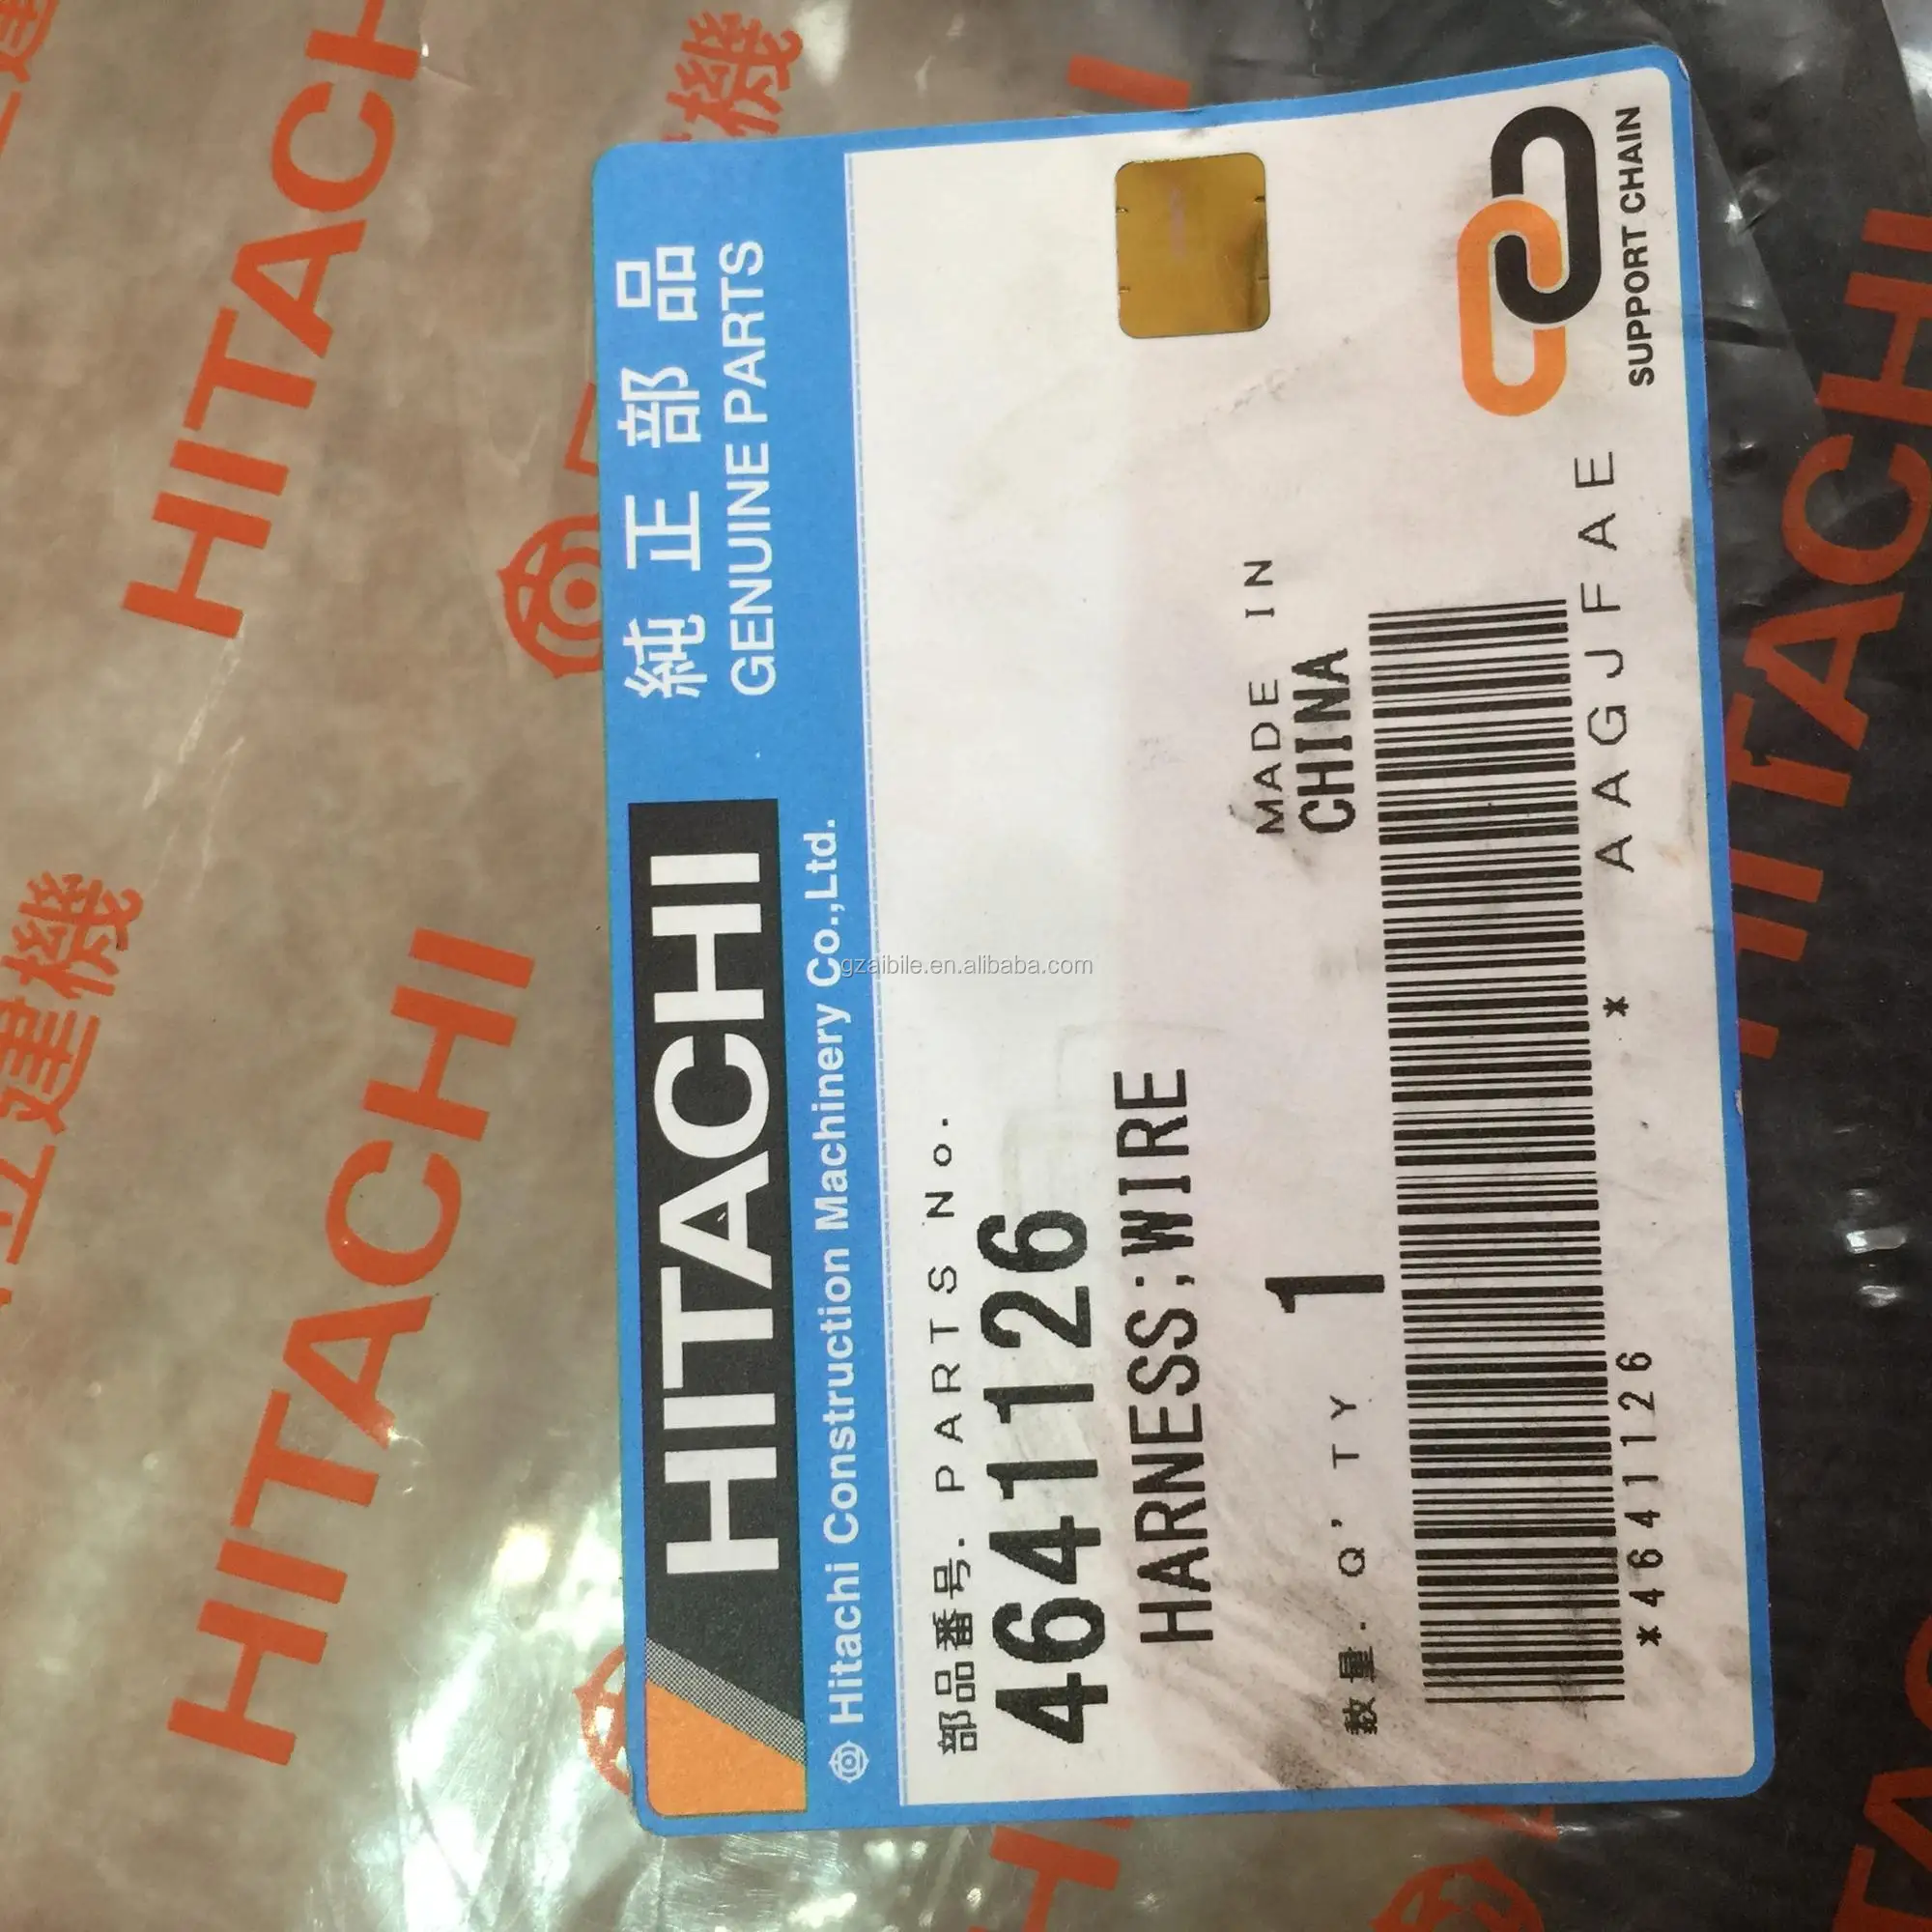 HITACHI
純正部品
GENUINE PARTS
Hitachi Construction Machinery Co.,Ltd.
部品番号. PARTS No.
4641126
HARNESS;WIRE
MADE IN
CHINA
数量. Q'TY 1
*4641126 * AAGJFAE
SUPPORT CHAIN
gzaibile.en.alibaba.com
HITACHI
HITACHI
HITACHI
HITACHI
立建機
機